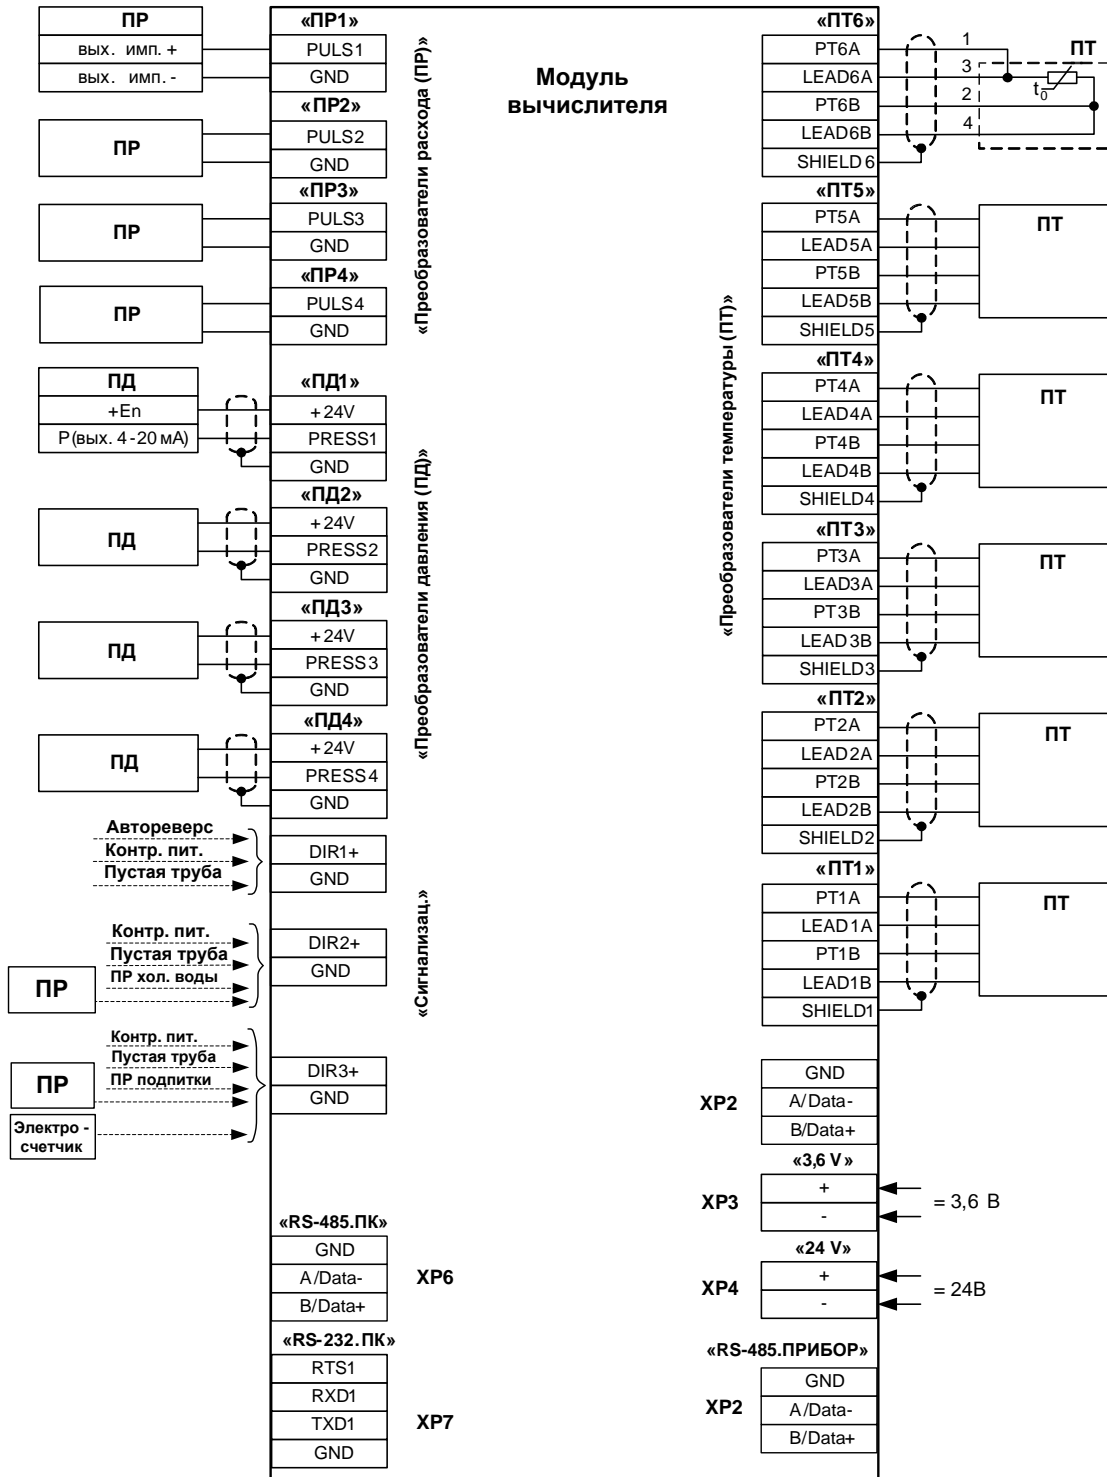 ПР
вых. имп. +
вых. имп. -
«ПР1»
PULS1
GND
ПР
«ПР2»
PULS2
GND
ПР
«ПР3»
PULS3
GND
ПР
«ПР4»
PULS4
GND
«Преобразователи расхода (ПР)»
Модуль
вычислителя
ПД
+En
P(вых. 4-20 мА)
«ПД1»
+24V
PRESS1
GND
ПД
«ПД2»
+24V
PRESS2
GND
ПД
«ПД3»
+24V
PRESS3
GND
ПД
«ПД4»
+24V
PRESS4
GND
«Преобразователи давления (ПД)»
Автореверс
Контр. пит.
Пустая труба
DIR1+
GND
Контр. пит.
Пустая труба
ПР хол. воды
ПР
DIR2+
GND
Контр. пит.
Пустая труба
ПР подпитки
ПР
Электро -
счетчик
DIR3+
GND
«Сигнализац.»
«RS-485.ПК»
GND
A/Data-
B/Data+
XP6
«RS-232.ПК»
RTS1
RXD1
TXD1
GND
XP7
«ПТ6»
PT6A
LEAD6A
PT6B
LEAD6B
SHIELD6
1
3
2
4
ПТ
t0
«ПТ5»
PT5A
LEAD5A
PT5B
LEAD5B
SHIELD5
ПТ
«ПТ4»
PT4A
LEAD4A
PT4B
LEAD4B
SHIELD4
ПТ
«ПТ3»
PT3A
LEAD3A
PT3B
LEAD3B
SHIELD3
ПТ
«ПТ2»
PT2A
LEAD2A
PT2B
LEAD2B
SHIELD2
ПТ
«ПТ1»
PT1A
LEAD1A
PT1B
LEAD1B
SHIELD1
ПТ
«Преобразователи температуры (ПТ)»
XP2
GND
A/Data-
B/Data+
«3,6 V»
XP3
+
-
= 3,6 В
«24 V»
XP4
+
-
= 24В
«RS-485.ПРИБОР»
XP2
GND
A/Data-
B/Data+